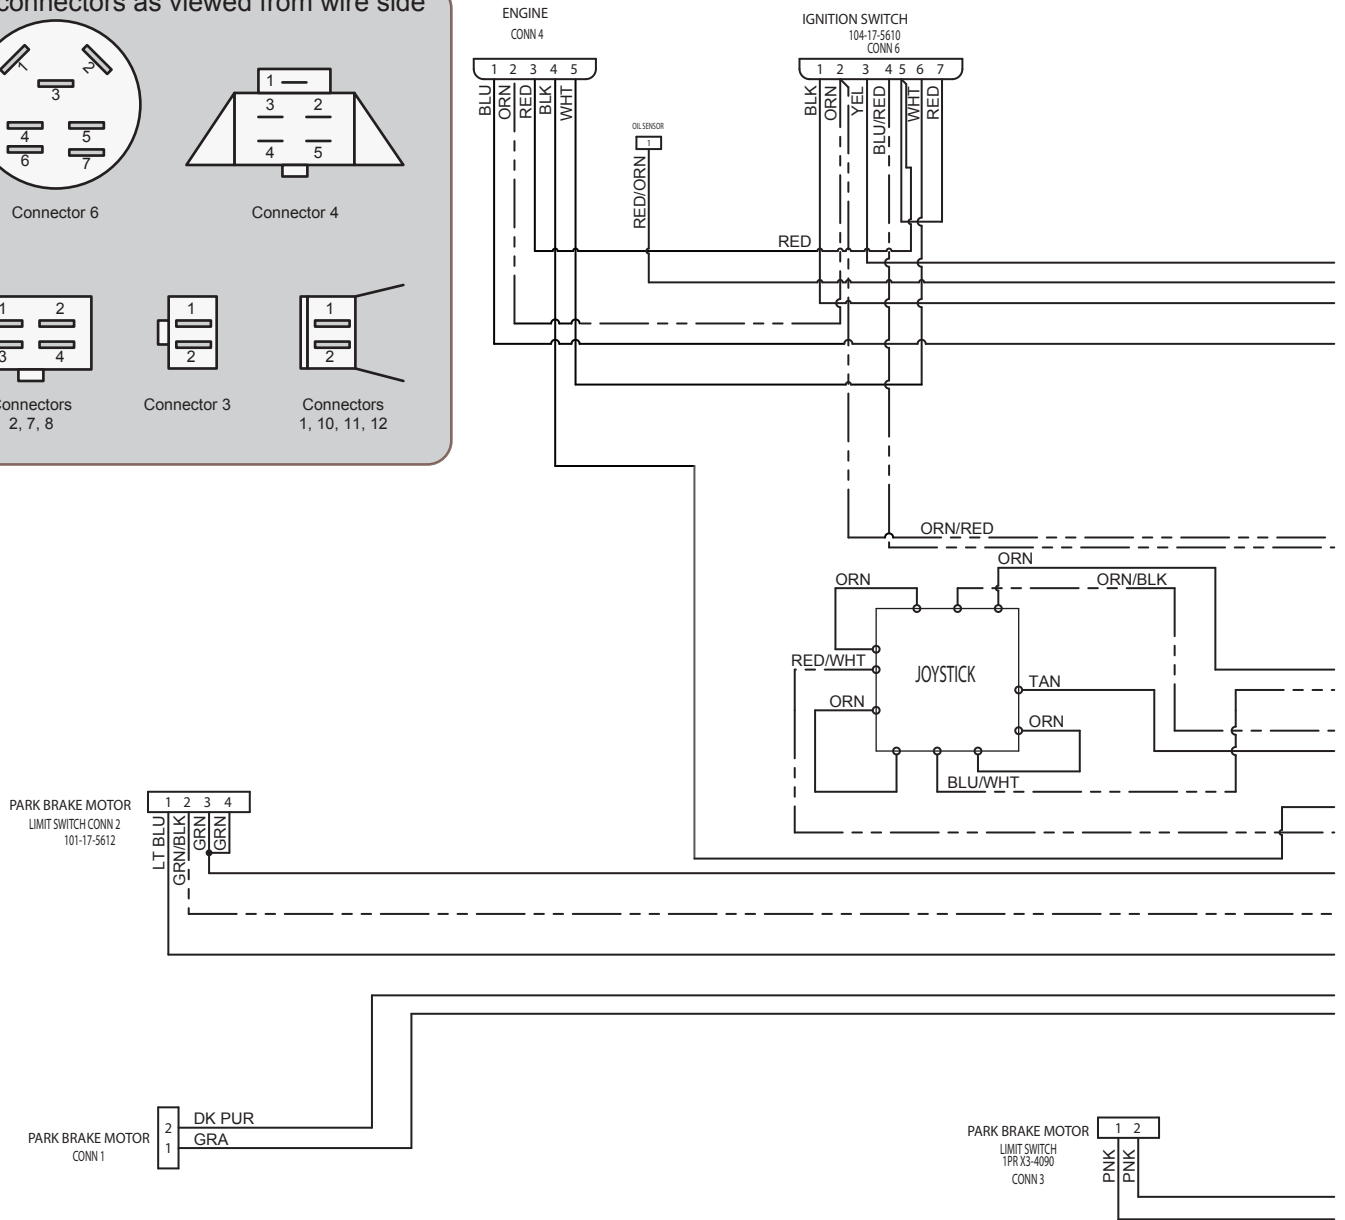 connectors as viewed from wire side
1
2
3
4
5
6
7
Connector 6
1
3 2
4 5
Connector 4
1 2
3 4
Connectors
2, 7, 8
1
2
Connector 3
1
2
Connectors
1, 10, 11, 12
ENGINE
CONN 4
1 2 3 4 5
BLU
ORN
RED
BLK
WHT
OIL SENSOR
1
RED/ORN
IGNITION SWITCH
104-17-5610
CONN 6
1 2 3 4 5 6 7
BLK
ORN
YEL
BLU/RED
WHT
RED
RED
ORN/RED
ORN
ORN
ORN/BLK
RED/WHT
JOYSTICK
TAN
ORN
ORN
BLU/WHT
PARK BRAKE MOTOR
LIMIT SWITCH CONN 2
101-17-5612
1 2 3 4
LT BLU
GRN/BLK
GRN
GRN
PARK BRAKE MOTOR
CONN 1
2
1
DK PUR
GRA
PARK BRAKE MOTOR
LIMIT SWITCH
1PR X3-4090
CONN 3
1 2
PNK
PNK